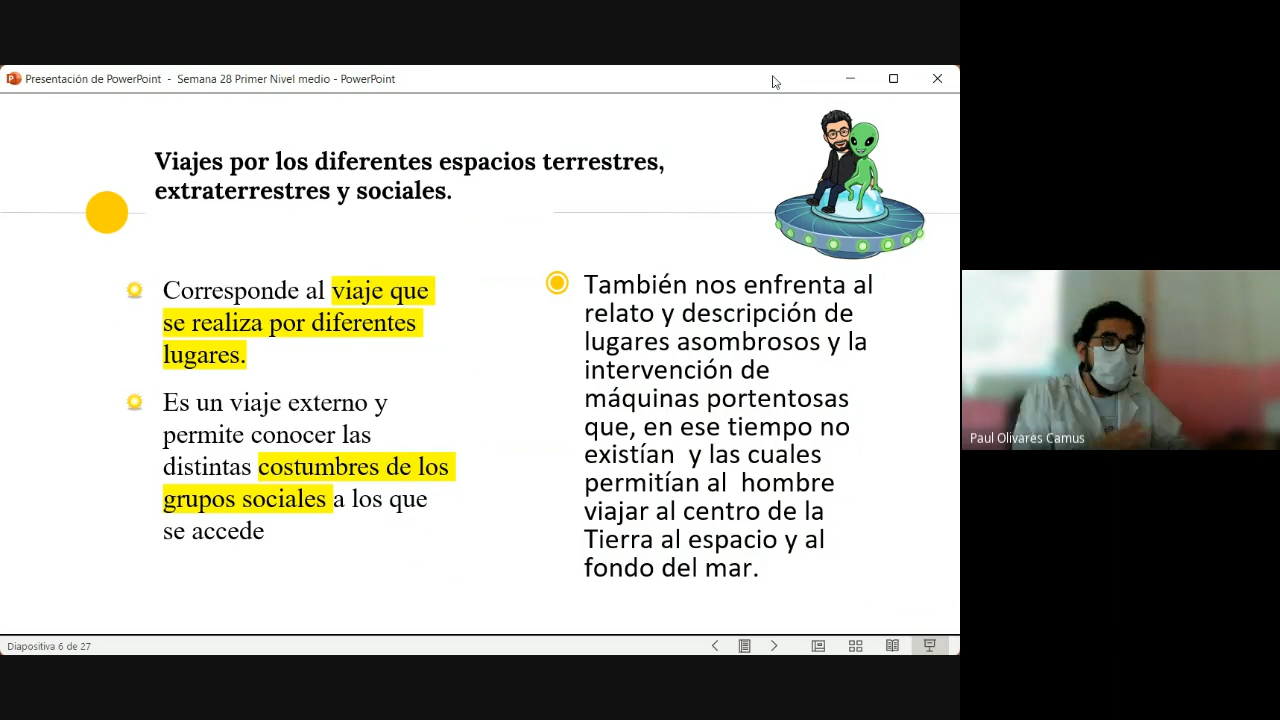 Presentación de PowerPoint - Semana 28 Primer Nivel medio - PowerPoint
Viajes por los diferentes espacios terrestres,
extraterrestres y sociales.
Corresponde al viaje que
se realiza por diferentes
lugares.
Es un viaje externo y
permite conocer las
distintas costumbres de los
grupos sociales a los que
se accede
También nos enfrenta al
relato y descripción de
lugares asombrosos y la
intervención de
máquinas portentosas
que, en ese tiempo no
existían y las cuales
permitían al hombre
viajar al centro de la
Tierra al espacio y al
fondo del mar.
Paul Olivares Camus
Diapositiva 6 de 27